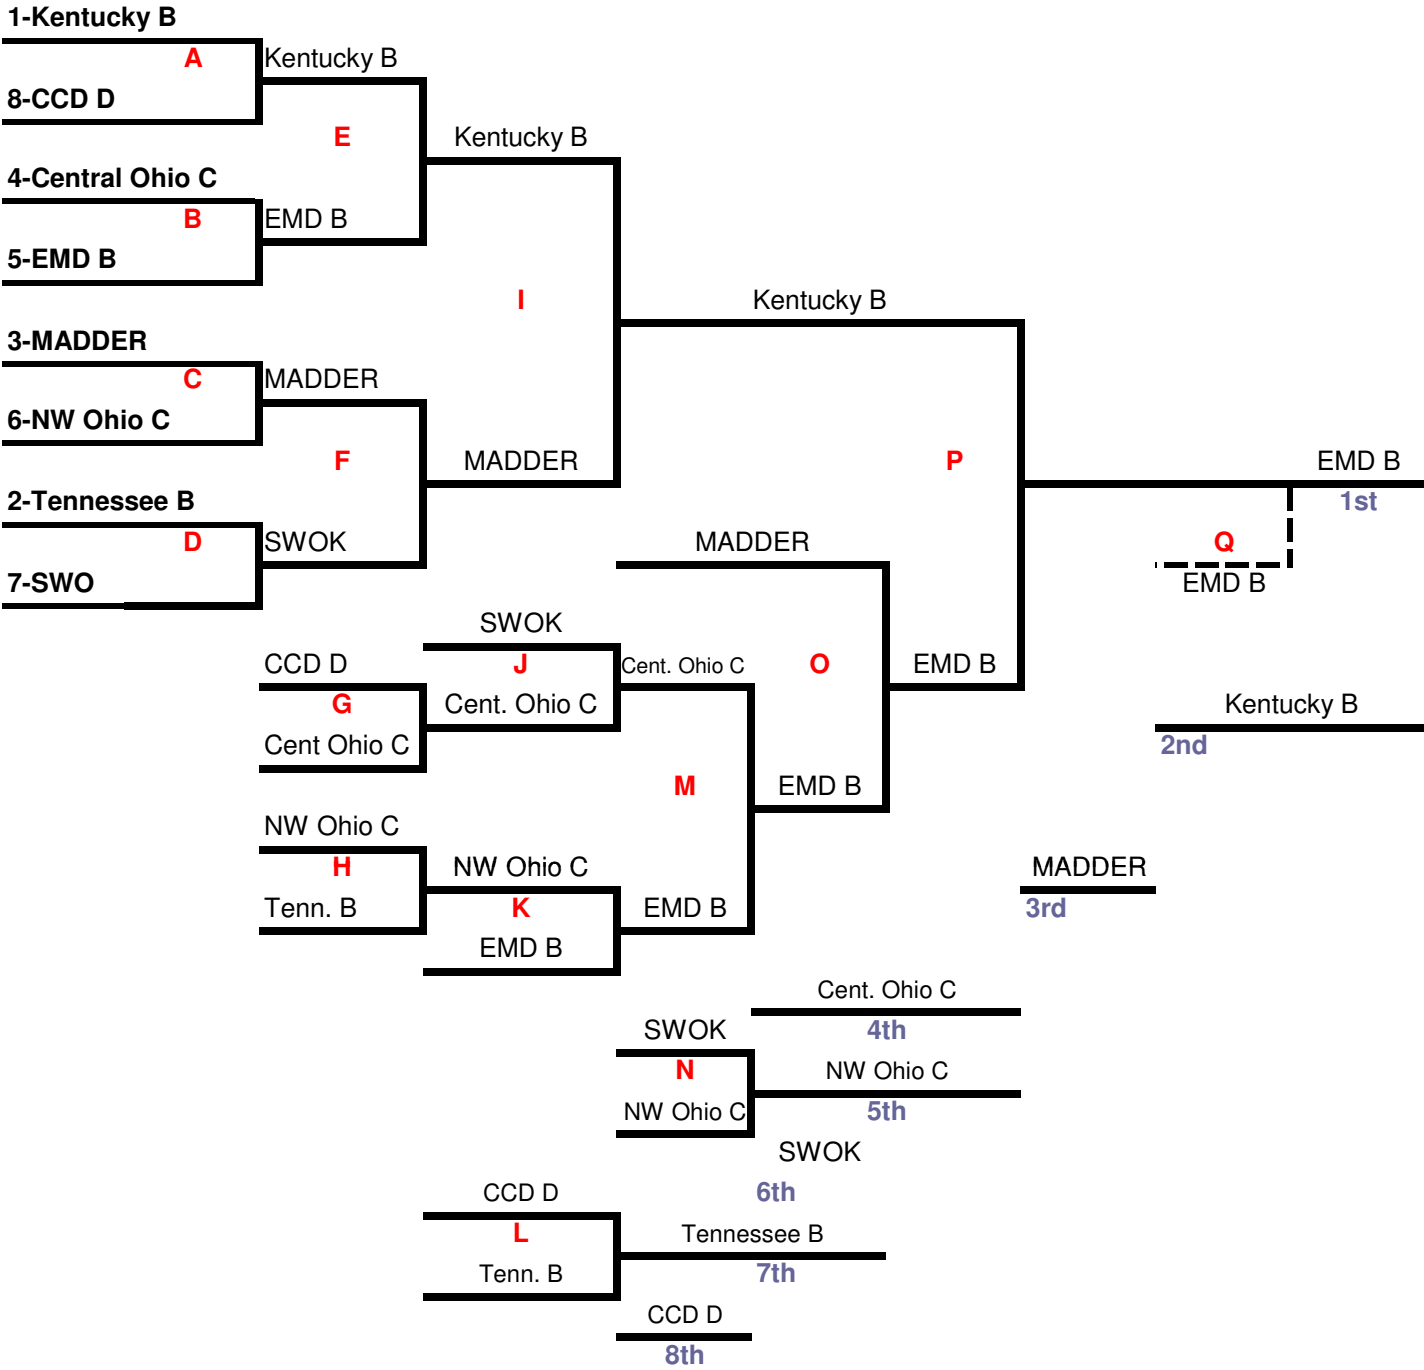 1-Kentucky B
A
Kentucky B
8-CCD D
E
Kentucky B
4-Central Ohio C
B
EMD B
5-EMD B
I
Kentucky B
3-MADDER
C
MADDER
6-NW Ohio C
F
MADDER
P
EMD B
2-Tennessee B
1st
D
SWOK
MADDER
Q
7-SWO
EMD B
SWOK
CCD D
J
Cent. Ohio C
O
EMD B
G
Cent. Ohio C
Kentucky B
Cent Ohio C
2nd
M
EMD B
NW Ohio C
H
NW Ohio C
MADDER
Tenn. B
K
EMD B
3rd
EMD B
Cent. Ohio C
SWOK
4th
N
NW Ohio C
NW Ohio C
5th
SWOK
CCD D
6th
L
Tennessee B
Tenn. B
7th
CCD D
8th